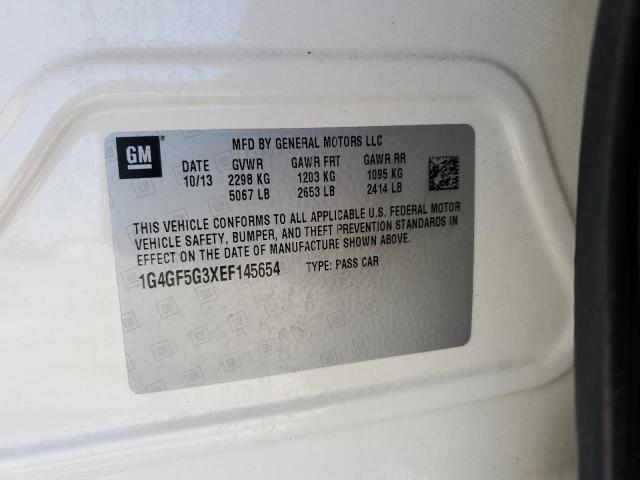 GM
MFD BY GENERAL MOTORS LLC
DATE GVWR GAWR FRT GAWR RR
10/13 2298 KG 1203 KG 1095 KG
5067 LB 2653 LB 2414 LB
THIS VEHICLE CONFORMS TO ALL APPLICABLE U.S. FEDERAL MOTOR
VEHICLE SAFETY, BUMPER, AND THEFT PREVENTION STANDARDS IN
EFFECT ON THE DATE OF MANUFACTURE SHOWN ABOVE.
1G4GF5G3XEF145654 TYPE: PASS CAR